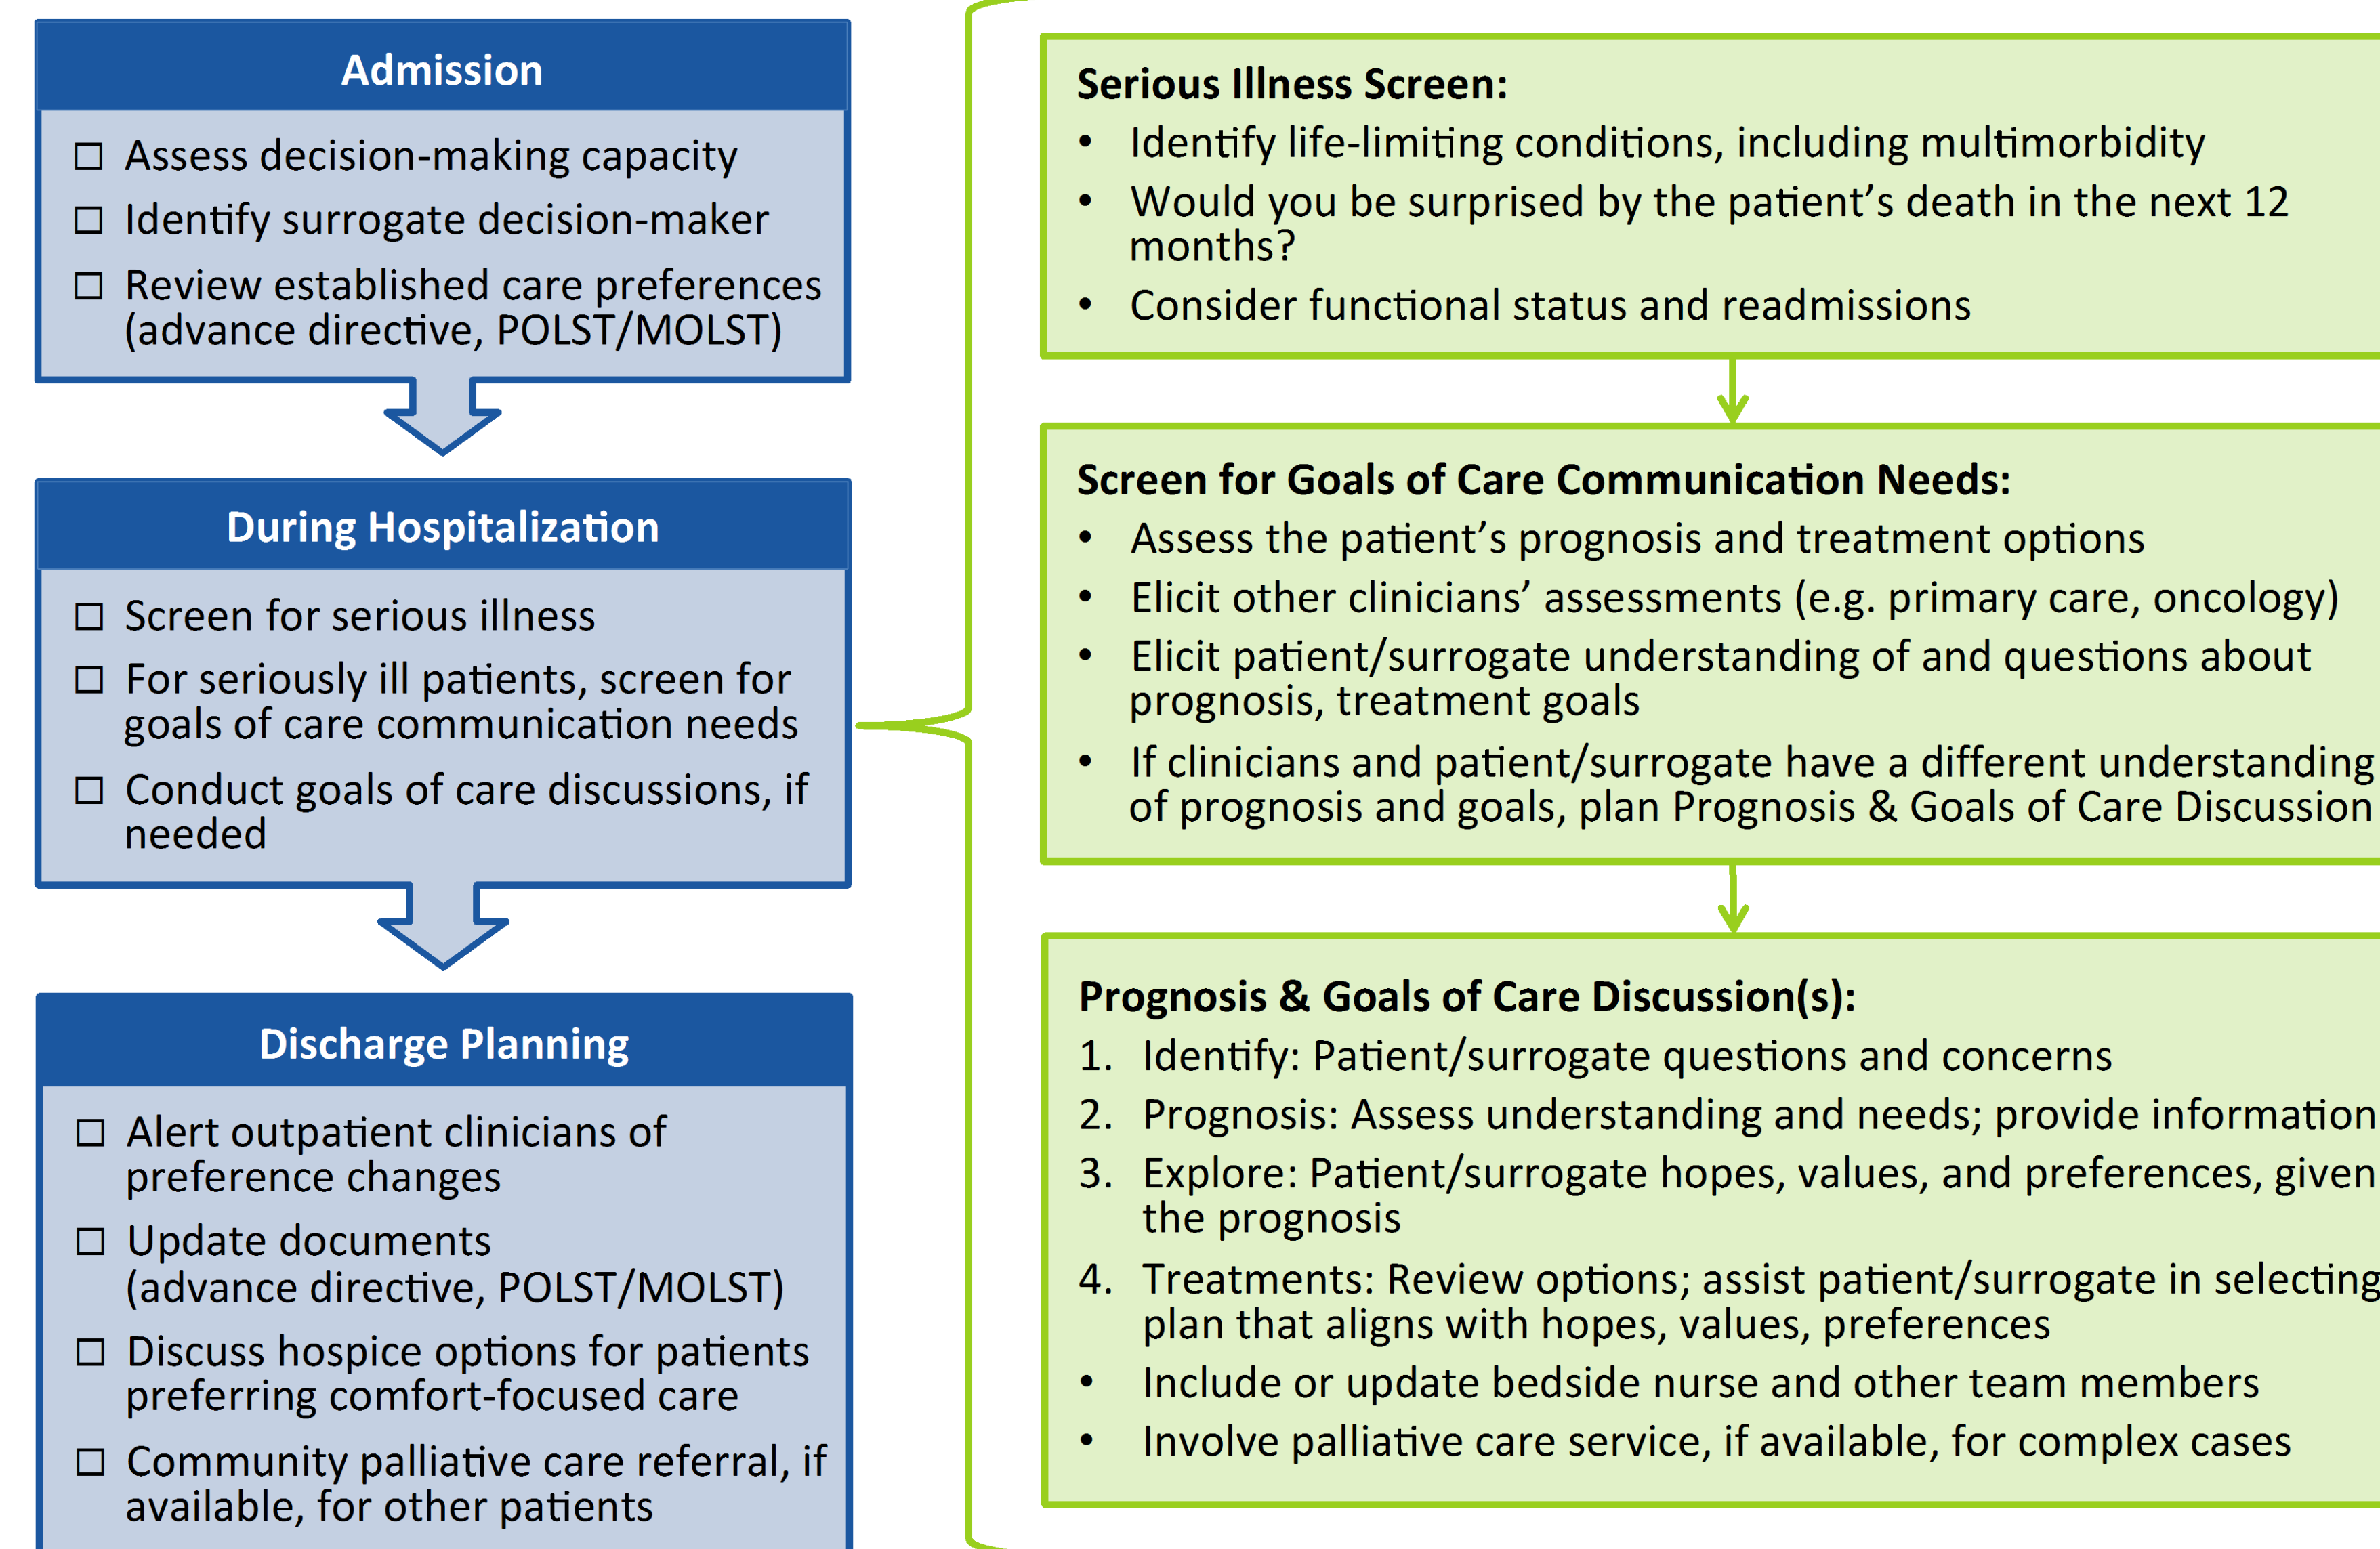 Admission
☐ Assess decision-making capacity
☐ Identify surrogate decision-maker
☐ Review established care preferences
(advance directive, POLST/MOLST)
During Hospitalization
☐ Screen for serious illness
☐ For seriously ill patients, screen for
goals of care communication needs
☐ Conduct goals of care discussions, if
needed
Discharge Planning
☐ Alert outpatient clinicians of
preference changes
☐ Update documents
(advance directive, POLST/MOLST)
☐ Discuss hospice options for patients
preferring comfort-focused care
☐ Community palliative care referral, if
available, for other patients
Serious Illness Screen:
• Identify life-limiting conditions, including multimorbidity
• Would you be surprised by the patient’s death in the next 12
months?
• Consider functional status and readmissions
Screen for Goals of Care Communication Needs:
• Assess the patient’s prognosis and treatment options
• Elicit other clinicians’ assessments (e.g. primary care, oncology)
• Elicit patient/surrogate understanding of and questions about
prognosis, treatment goals
• If clinicians and patient/surrogate have a different understanding
of prognosis and goals, plan Prognosis & Goals of Care Discussion
Prognosis & Goals of Care Discussion(s):
1. Identify: Patient/surrogate questions and concerns
2. Prognosis: Assess understanding and needs; provide information
3. Explore: Patient/surrogate hopes, values, and preferences, given
the prognosis
4. Treatments: Review options; assist patient/surrogate in selecting
plan that aligns with hopes, values, preferences
• Include or update bedside nurse and other team members
• Involve palliative care service, if available, for complex cases